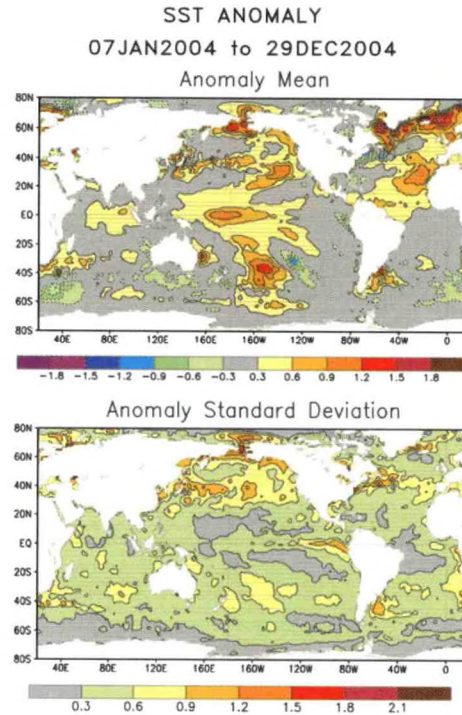 SST ANOMALY
07JAN2004 to 29DEC2004
Anomaly Mean
80N
60N
40N
20N
EQ
20S
40S
60S
80S
40E 80E 120E 160E 160W 120W 80W 40W 0
-1.8 -1.5 -1.2 -0.9 -0.6 -0.3 0.3 0.6 0.9 1.2 1.5 1.8
Anomaly Standard Deviation
80N
60N
40N
20N
EQ
20S
40S
60S
80S
40E 80E 120E 160E 160W 120W 80W 40W 0
0.3 0.6 0.9 1.2 1.5 1.8 2.1